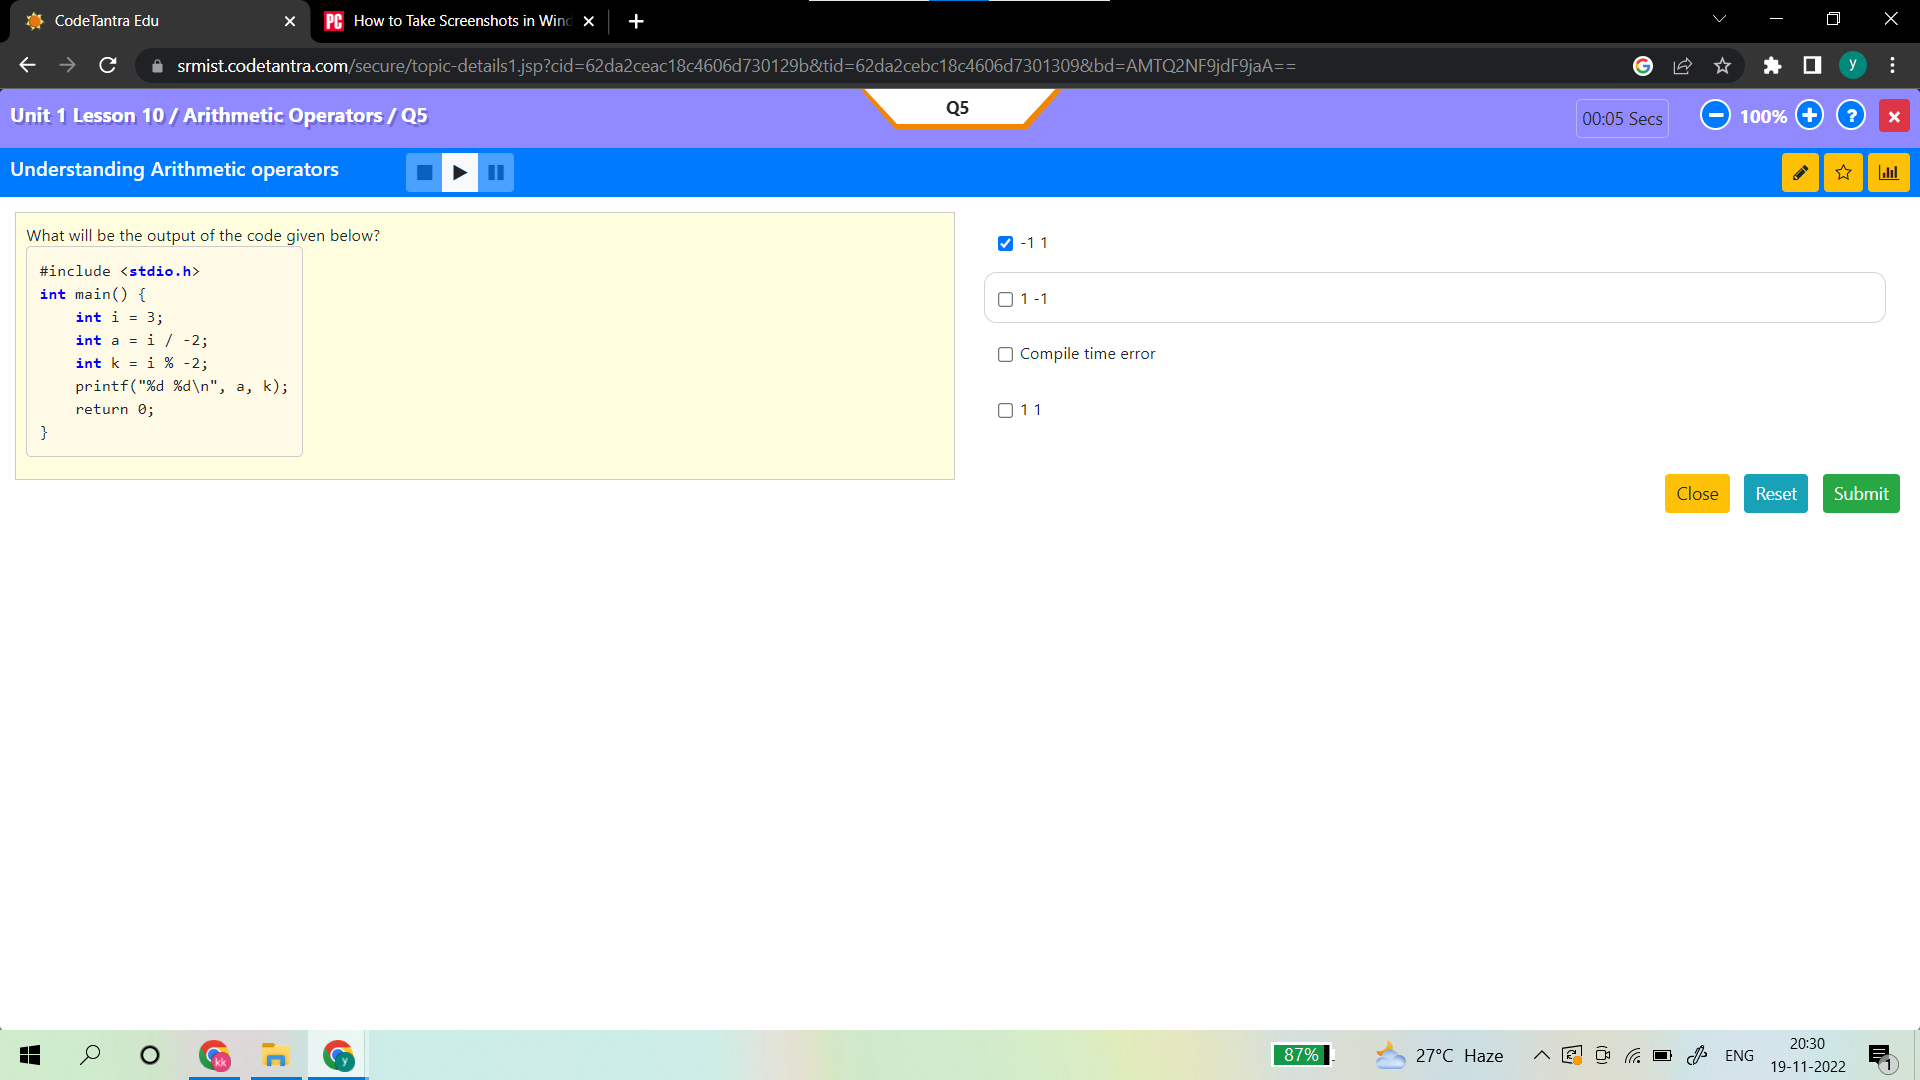 CodeTantra Edu
How to Take Screenshots in Wind
srmist.codetantra.com/secure/topic-details1.jsp?cid=62da2ceac18c4606d730129b&tid=62da2cebc18c4606d7301309&bd=AMTQ2NF9jdF9jaA==
y
Unit 1 Lesson 10 / Arithmetic Operators / Q5
Q5
00:05 Secs
100%
?
Understanding Arithmetic operators
What will be the output of the code given below?
#include <stdio.h>
int main() {
int i = 3;
int a = i / -2;
int k = i % -2;
printf("%d %d\n", a, k);
return 0;
}
-1 1
1 -1
Compile time error
1 1
Close
Reset
Submit
kk
y
87%
27°C Haze
ENG
20:30
19-11-2022
1